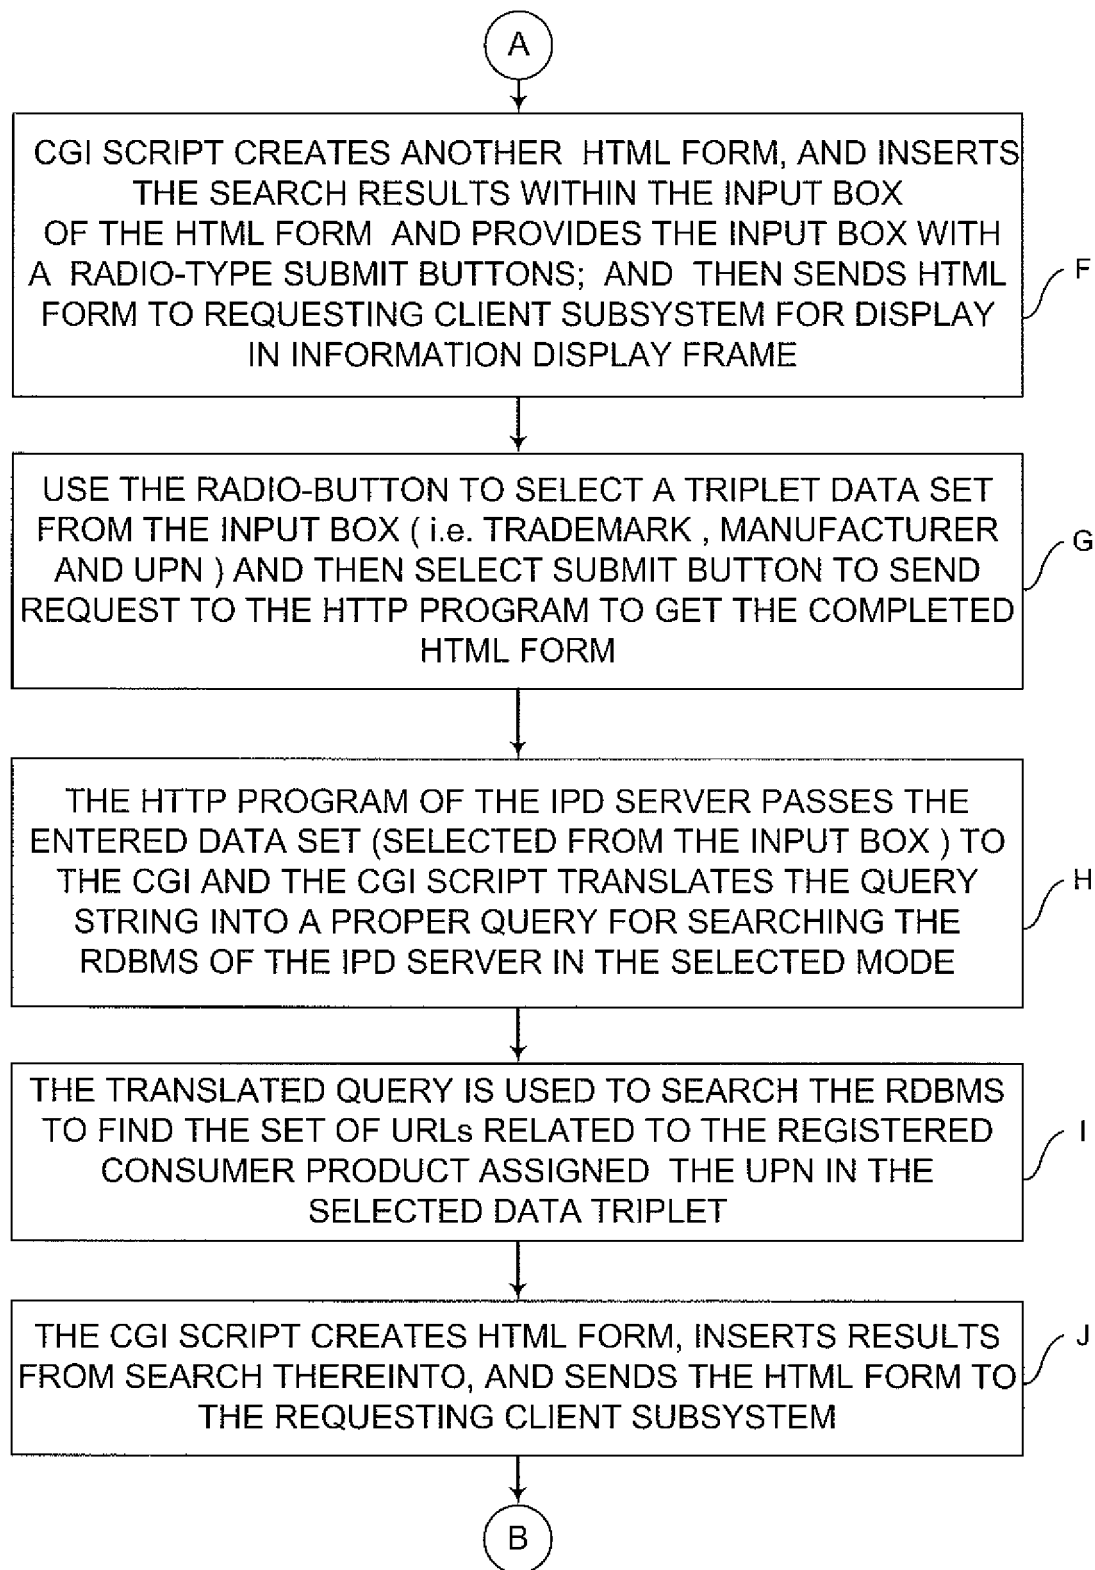 A
CGI SCRIPT CREATES ANOTHER HTML FORM, AND INSERTS
THE SEARCH RESULTS WITHIN THE INPUT BOX
OF THE HTML FORM AND PROVIDES THE INPUT BOX WITH
A RADIO-TYPE SUBMIT BUTTONS; AND THEN SENDS HTML
FORM TO REQUESTING CLIENT SUBSYSTEM FOR DISPLAY
IN INFORMATION DISPLAY FRAME
F
USE THE RADIO-BUTTON TO SELECT A TRIPLET DATA SET
FROM THE INPUT BOX ( i.e. TRADEMARK , MANUFACTURER
AND UPN ) AND THEN SELECT SUBMIT BUTTON TO SEND
REQUEST TO THE HTTP PROGRAM TO GET THE COMPLETED
HTML FORM
G
THE HTTP PROGRAM OF THE IPD SERVER PASSES THE
ENTERED DATA SET (SELECTED FROM THE INPUT BOX ) TO
THE CGI AND THE CGI SCRIPT TRANSLATES THE QUERY
STRING INTO A PROPER QUERY FOR SEARCHING THE
RDBMS OF THE IPD SERVER IN THE SELECTED MODE
H
THE TRANSLATED QUERY IS USED TO SEARCH THE RDBMS
TO FIND THE SET OF URLs RELATED TO THE REGISTERED
CONSUMER PRODUCT ASSIGNED THE UPN IN THE
SELECTED DATA TRIPLET
I
THE CGI SCRIPT CREATES HTML FORM, INSERTS RESULTS
FROM SEARCH THEREINTO, AND SENDS THE HTML FORM TO
THE REQUESTING CLIENT SUBSYSTEM
J
B